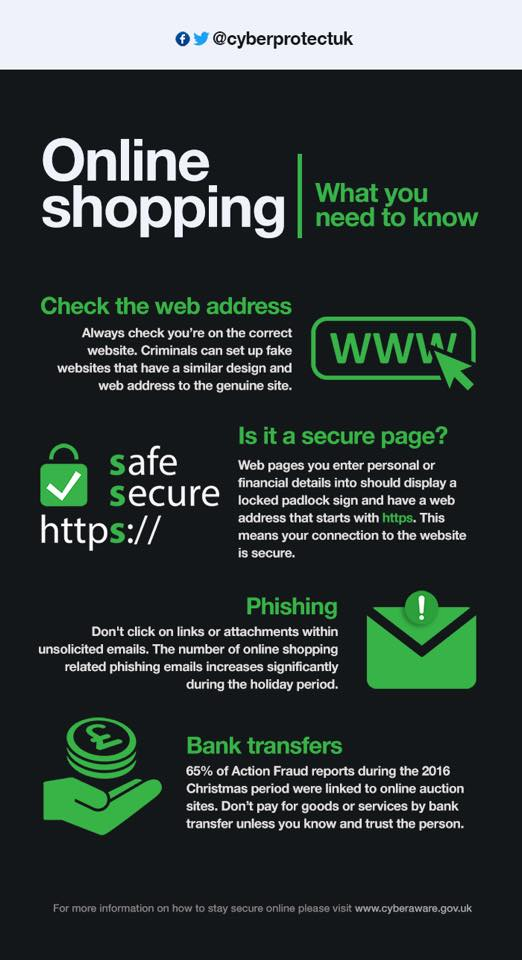 @cyberprotectuk
Online
shopping
What you
need to know
Check the web address
Always check you're on the correct
website. Criminals can set up fake
websites that have a similar design and
web address to the genuine site.
WWW
Is it a secure page?
safe
secure
https://
Web pages you enter personal or
financial details into should display a
locked padlock sign and have a web
address that starts with https. This
means your connection to the website
is secure.
Phishing
Don't click on links or attachments within
unsolicited emails. The number of online shopping
related phishing emails increases significantly
during the holiday period.
!
£
Bank transfers
65% of Action Fraud reports during the 2016
Christmas period were linked to online auction
sites. Don't pay for goods or services by bank
transfer unless you know and trust the person.
For more information on how to stay secure online please visit www.cyberaware.gov.uk